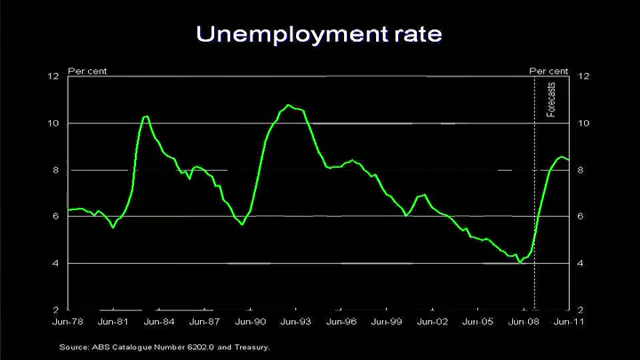 Unemployment rate
Per cent Per cent
12 12
Forecasts
10 10
8 8
6 6
4 4
2 2
Jun-78 Jun-81 Jun-84 Jun-87 Jun-90 Jun-93 Jun-96 Jun-99 Jun-02 Jun-05 Jun-08 Jun-11
Source: ABS Catalogue Number 6202.0 and Treasury.